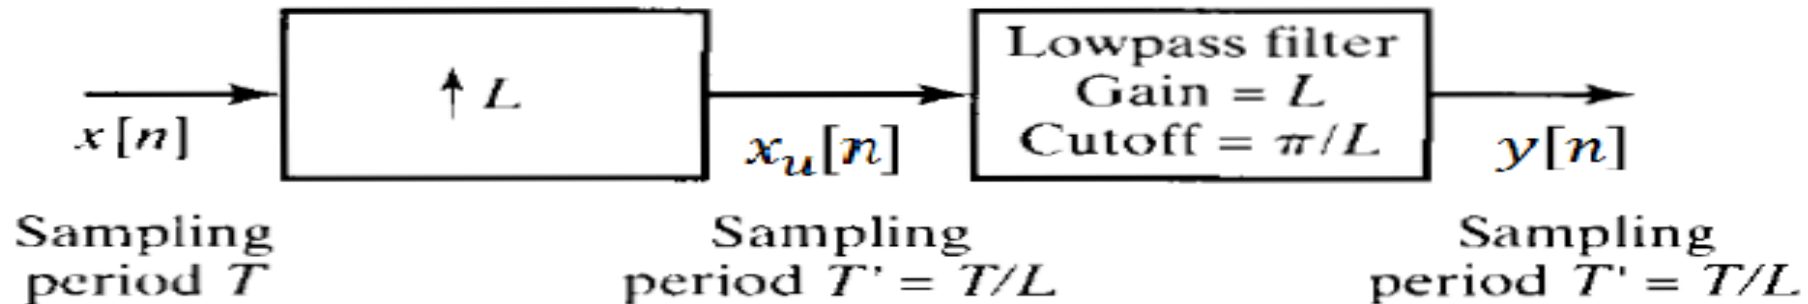 ↑ L
Lowpass filter
Gain = L
Cutoff = π/L
x[n]
x_u[n]
y[n]
Sampling
period T
Sampling
period T' = T/L
Sampling
period T' = T/L